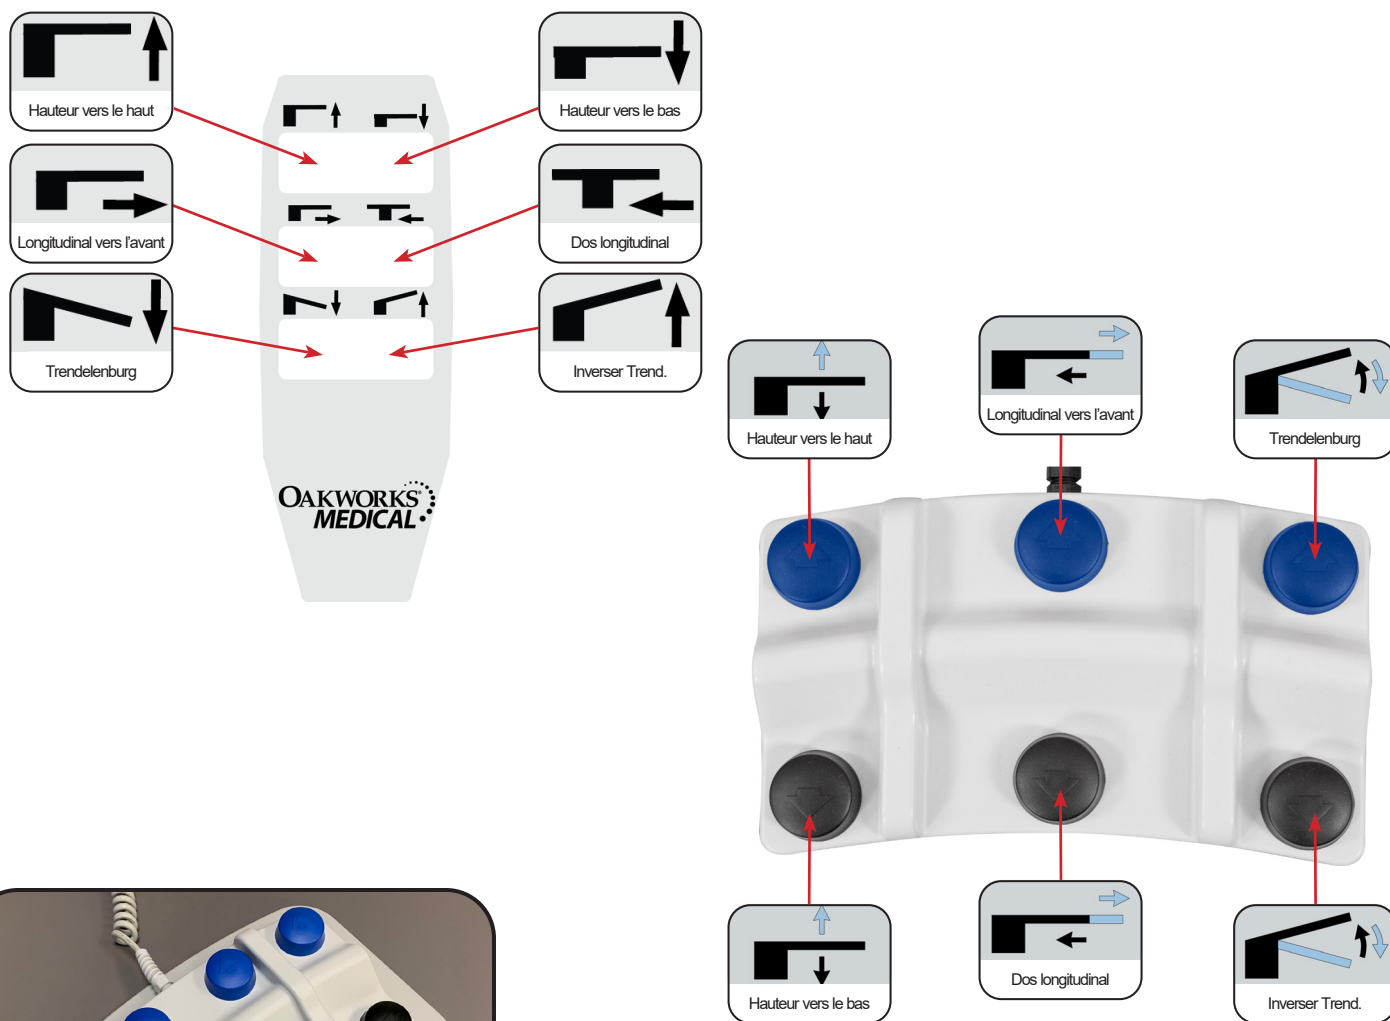 Hauteur vers le haut
Hauteur vers le bas
Longitudinal vers l'avant
Dos longitudinal
Trendelenburg
Inverser Trend.
OAKWORKS®
MEDICAL
Hauteur vers le haut
Longitudinal vers l'avant
Trendelenburg
Hauteur vers le bas
Dos longitudinal
Inverser Trend.